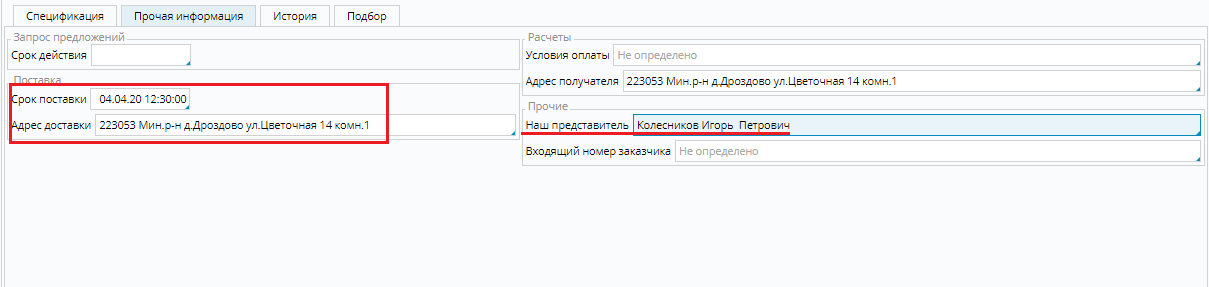 Спецификация Прочая информация История Подбор
Запрос предложений
Срок действия
Поставка
Срок поставки 04.04.20 12:30:00
Адрес доставки 223053 Мин.р-н д.Дроздово ул.Цветочная 14 комн.1
Расчеты
Условия оплаты Не определено
Адрес получателя 223053 Мин.р-н д.Дроздово ул.Цветочная 14 комн.1
Прочие
Наш представитель Колесников Игорь  Петрович
Входящий номер заказчика Не определено